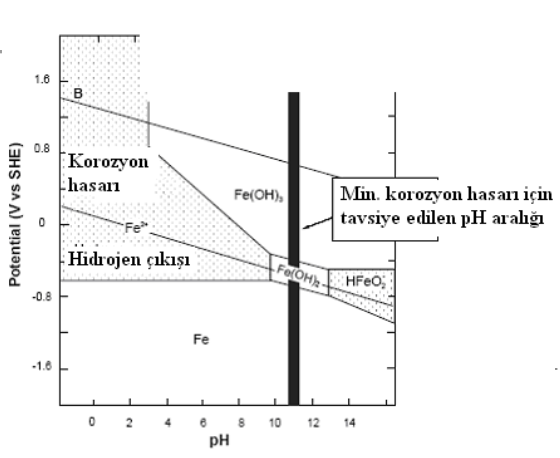 1.6
B
0.8
Korozyon
hasarı
Fe(OH)₃
Min. korozyon hasarı için
tavsiye edilen pH aralığı
0
Fe²⁺
Hidrojen çıkışı
Fe(OH)₂
HFeO₂
-0.8
Fe
-1.6
Potential (V vs SHE)
0 2 4 6 8 10 12 14
pH